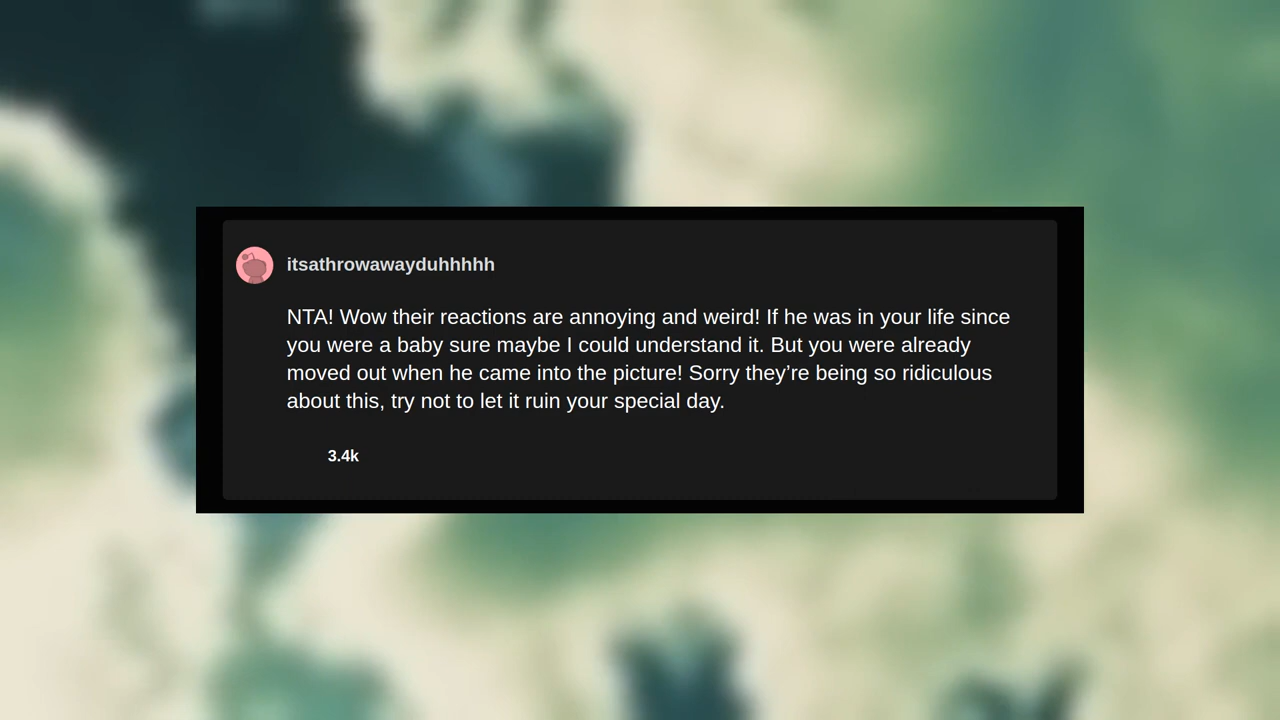 itsathrowawayduhhhhh
NTA! Wow their reactions are annoying and weird! If he was in your life since
you were a baby sure maybe I could understand it. But you were already
moved out when he came into the picture! Sorry they’re being so ridiculous
about this, try not to let it ruin your special day.
3.4k